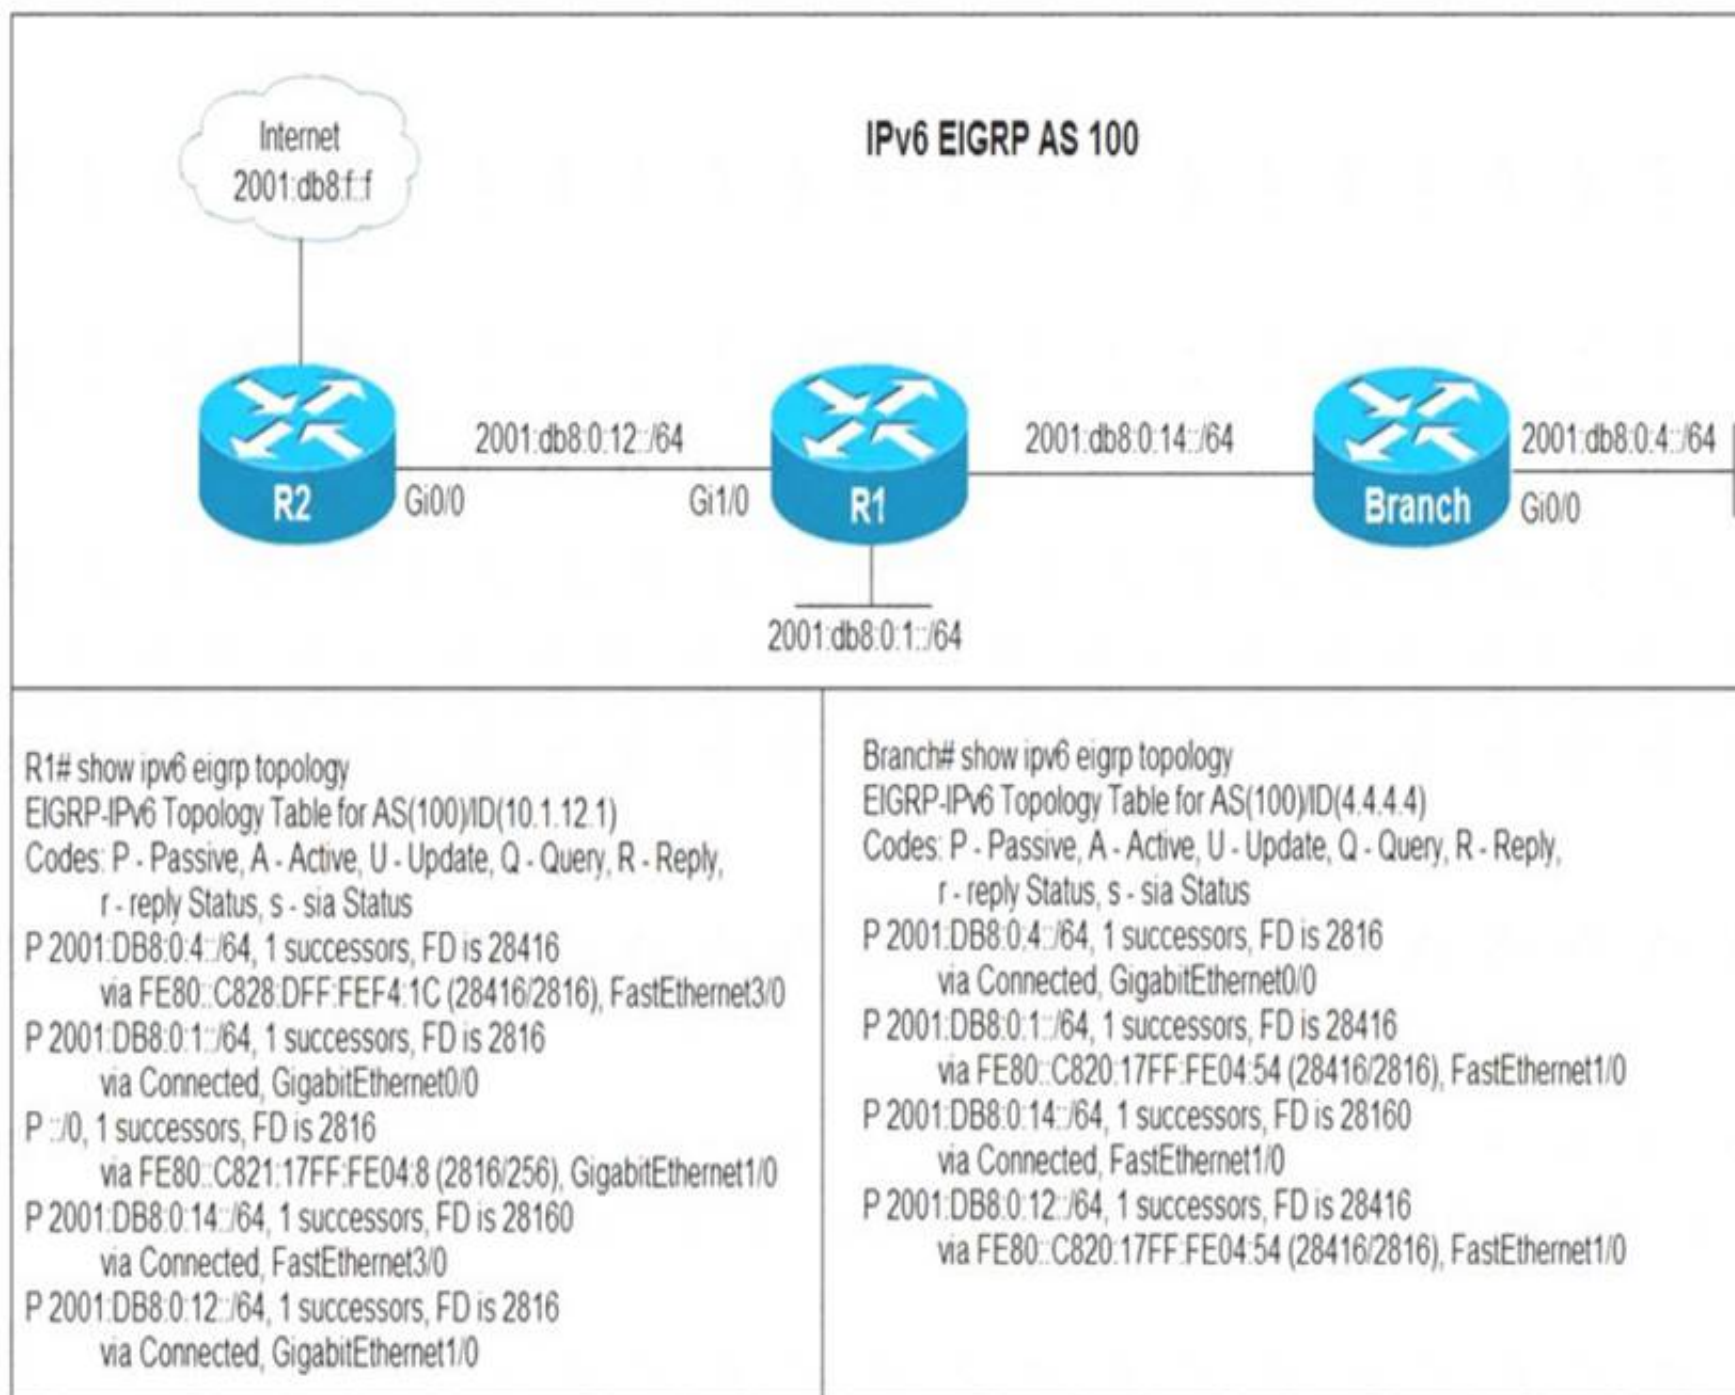 Internet
2001:db8:f::f
IPv6 EIGRP AS 100
2001:db8:0:12::/64
2001:db8:0:14::/64
2001:db8:0:4::/64
R2
Gi0/0
Gi1/0
R1
Branch
Gi0/0
2001:db8:0:1::/64
R1# show ipv6 eigrp topology
EIGRP-IPv6 Topology Table for AS(100)/ID(10.1.12.1)
Codes: P - Passive, A - Active, U - Update, Q - Query, R - Reply,
r - reply Status, s - sia Status
P 2001:DB8:0:4::/64, 1 successors, FD is 28416
via FE80::C828:DFF:FEF4:1C (28416/2816), FastEthernet3/0
P 2001:DB8:0:1::/64, 1 successors, FD is 2816
via Connected, GigabitEthernet0/0
P ::/0, 1 successors, FD is 2816
via FE80::C821:17FF:FE04:8 (2816/256), GigabitEthernet1/0
P 2001:DB8:0:14::/64, 1 successors, FD is 28160
via Connected, FastEthernet3/0
P 2001:DB8:0:12::/64, 1 successors, FD is 2816
via Connected, GigabitEthernet1/0
Branch# show ipv6 eigrp topology
EIGRP-IPv6 Topology Table for AS(100)/ID(4.4.4.4)
Codes: P - Passive, A - Active, U - Update, Q - Query, R - Reply,
r - reply Status, s - sia Status
P 2001:DB8:0:4::/64, 1 successors, FD is 2816
via Connected, GigabitEthernet0/0
P 2001:DB8:0:1::/64, 1 successors, FD is 28416
via FE80::C820:17FF:FE04:54 (28416/2816), FastEthernet1/0
P 2001:DB8:0:14::/64, 1 successors, FD is 28160
via Connected, FastEthernet1/0
P 2001:DB8:0:12::/64, 1 successors, FD is 28416
via FE80::C820:17FF:FE04:54 (28416/2816), FastEthernet1/0